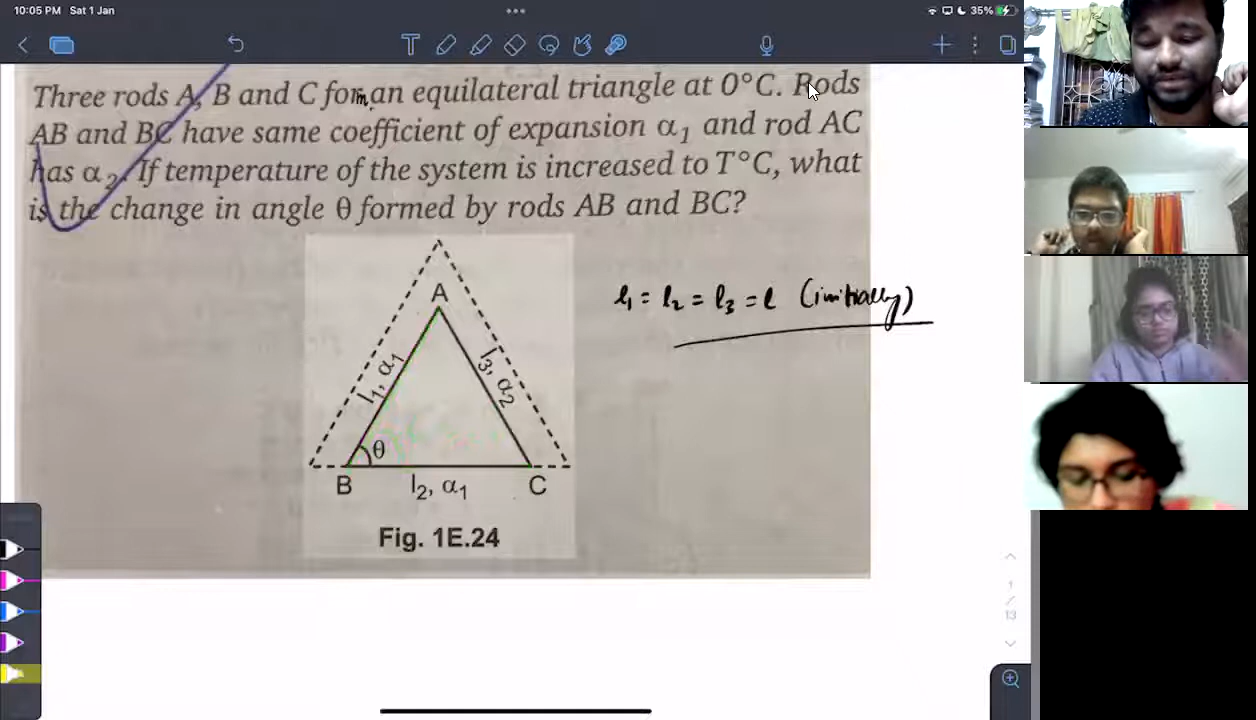 10:05 PM Sat 1 Jan
35%
T
Three rods A, B and C form an equilateral triangle at 0°C. Rods
AB and BC have same coefficient of expansion α₁ and rod AC
has α₂. If temperature of the system is increased to T°C, what
is the change in angle θ formed by rods AB and BC?
A
l₁, α₁
l₃, α₂
θ
B
l₂, α₁
C
Fig. 1E.24
l₁ = l₂ = l₃ = l (initially)
1
/
13